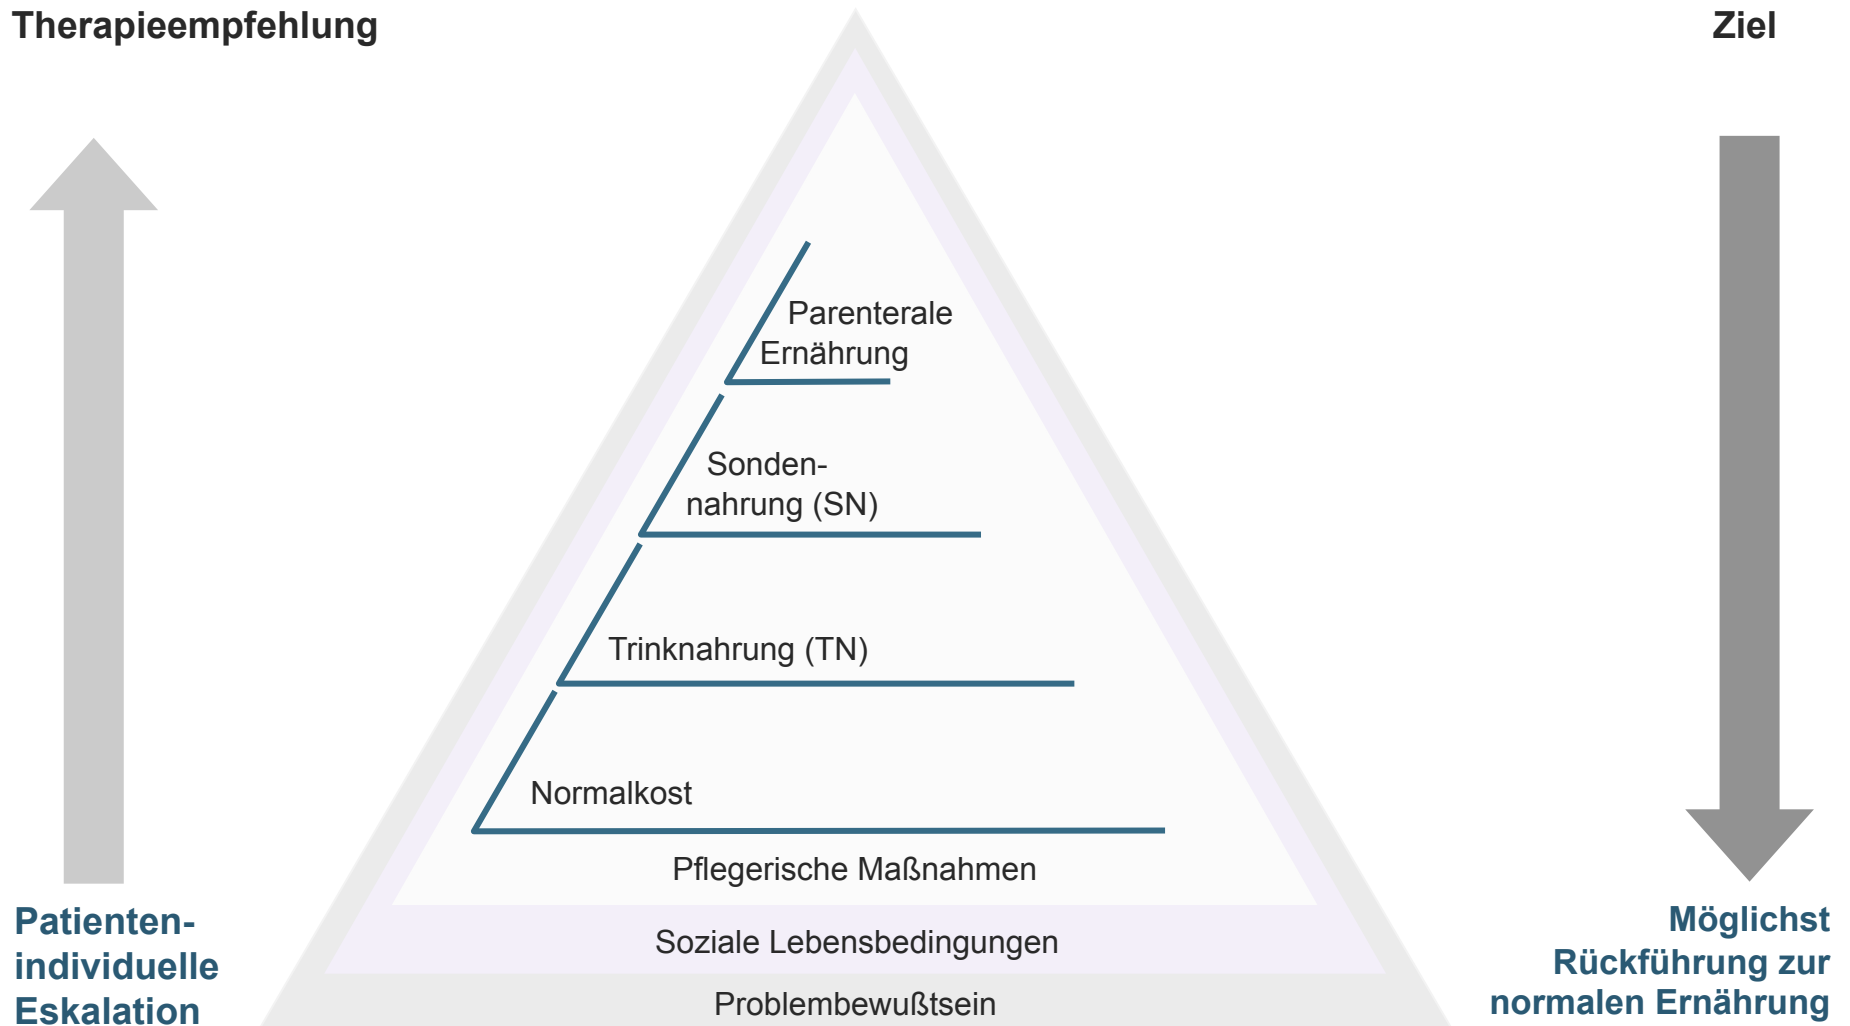 Therapieempfehlung
Ziel
Parenterale
Ernährung
Sonden-
nahrung (SN)
Trinknahrung (TN)
Normalkost
Pflegerische Maßnahmen
Soziale Lebensbedingungen
Problembewußtsein
Patienten-
individuelle
Eskalation
Möglichst
Rückführung zur
normalen Ernährung